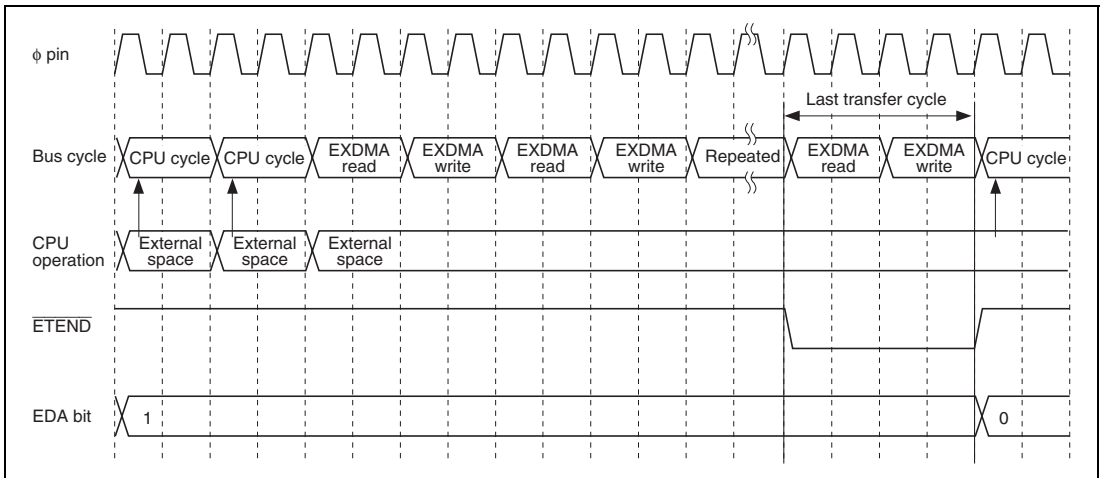 φ pin
Last transfer cycle
Bus cycle
CPU cycle
CPU cycle
EXDMA
read
EXDMA
write
EXDMA
read
EXDMA
write
Repeated
EXDMA
read
EXDMA
write
CPU cycle
CPU
operation
External
space
External
space
External
space
ETEND
EDA bit
1
0